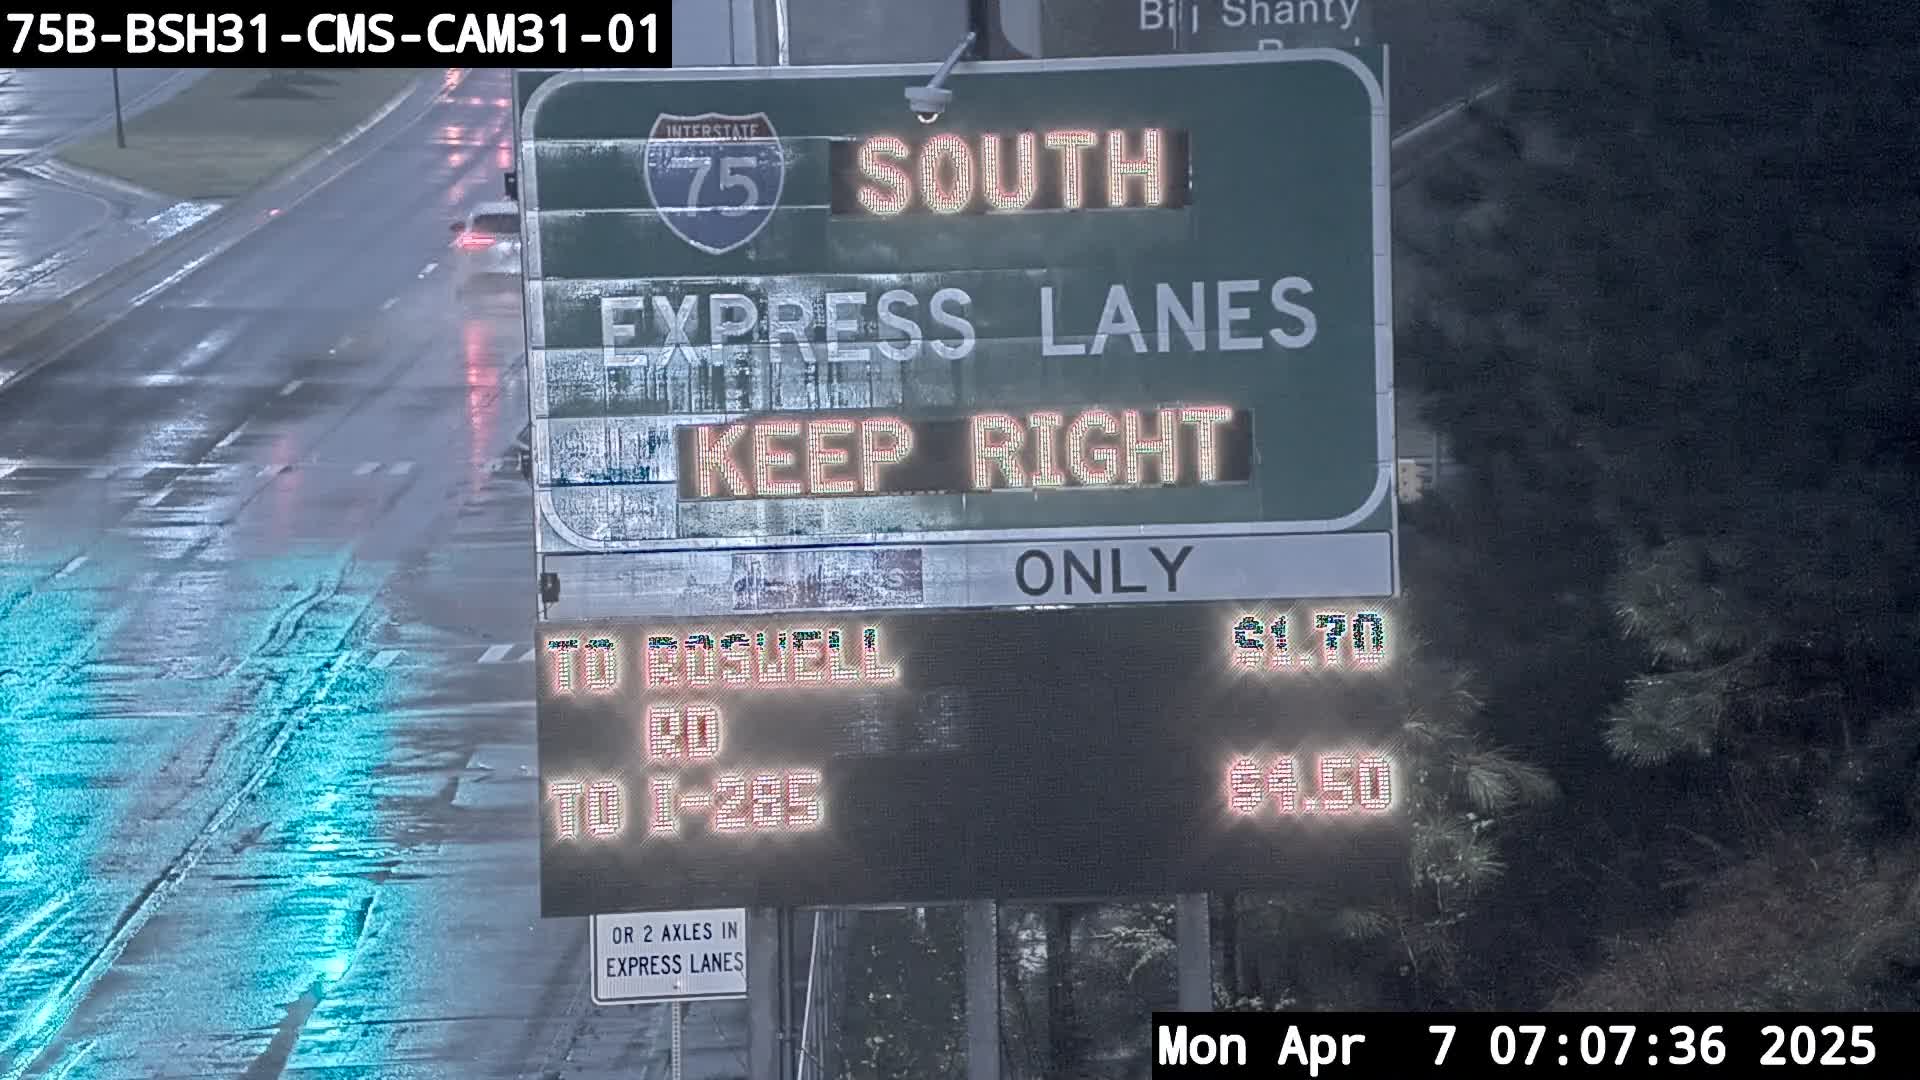 75B-BSH31-CMS-CAM31-01
Shanty
INTERSTATE
75
SOUTH
EXPRESS LANES
KEEP RIGHT
ONLY
TO ROSWELL $1.70
RD
TO I-285 $4.50
OR 2 AXLES IN
EXPRESS LANES
Mon Apr 7 07:07:36 2025